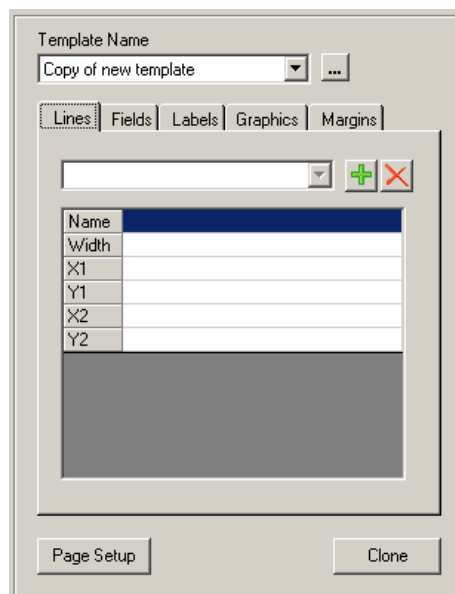 Template Name
Copy of new template ...
Lines Fields Labels Graphics Margins
Name
Width
X1
Y1
X2
Y2
Page Setup Clone